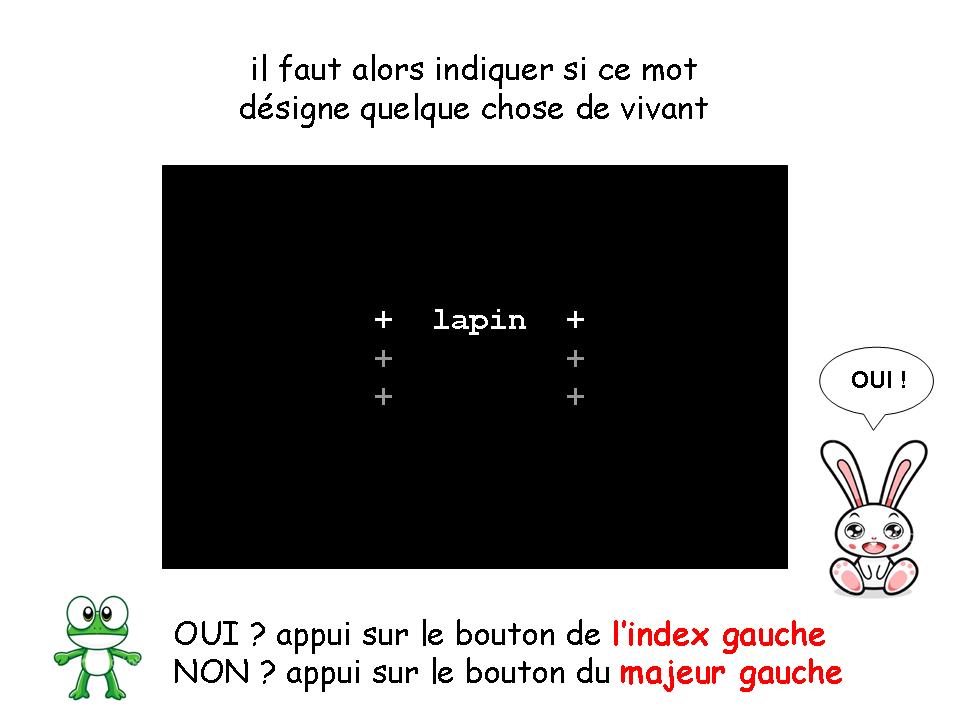 il faut alors indiquer si ce mot
désigne quelque chose de vivant
+ lapin +
+ +
+ +
OUI !
OUI ? appui sur le bouton de l'index gauche
NON ? appui sur le bouton du majeur gauche